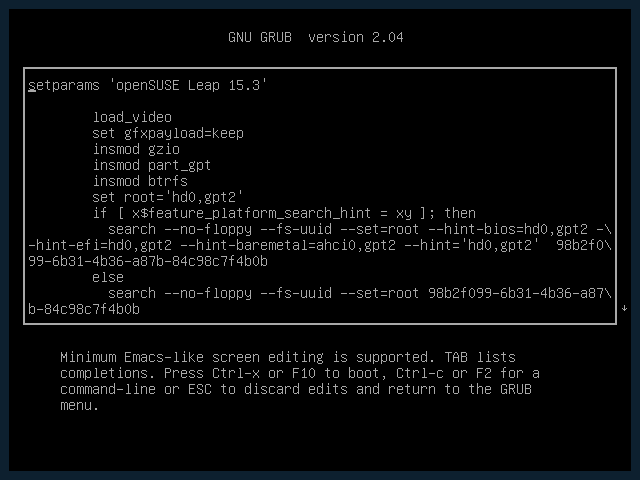 GNU GRUB  version 2.04
setparams 'openSUSE Leap 15.3'
load_video
set gfxpayload=keep
insmod gzio
insmod part_gpt
insmod btrfs
set root='hd0,gpt2'
if [ x$feature_platform_search_hint = xy ]; then
search --no-floppy --fs-uuid --set=root --hint-bios=hd0,gpt2 -\
-hint-efi=hd0,gpt2 --hint-baremetal=ahci0,gpt2 --hint='hd0,gpt2'  98b2f0\
99-6b31-4b36-a87b-84c98c7f4b0b
else
search --no-floppy --fs-uuid --set=root 98b2f099-6b31-4b36-a87\
b-84c98c7f4b0b
↓
Minimum Emacs-like screen editing is supported. TAB lists
completions. Press Ctrl-x or F10 to boot, Ctrl-c or F2 for a
command-line or ESC to discard edits and return to the GRUB
menu.